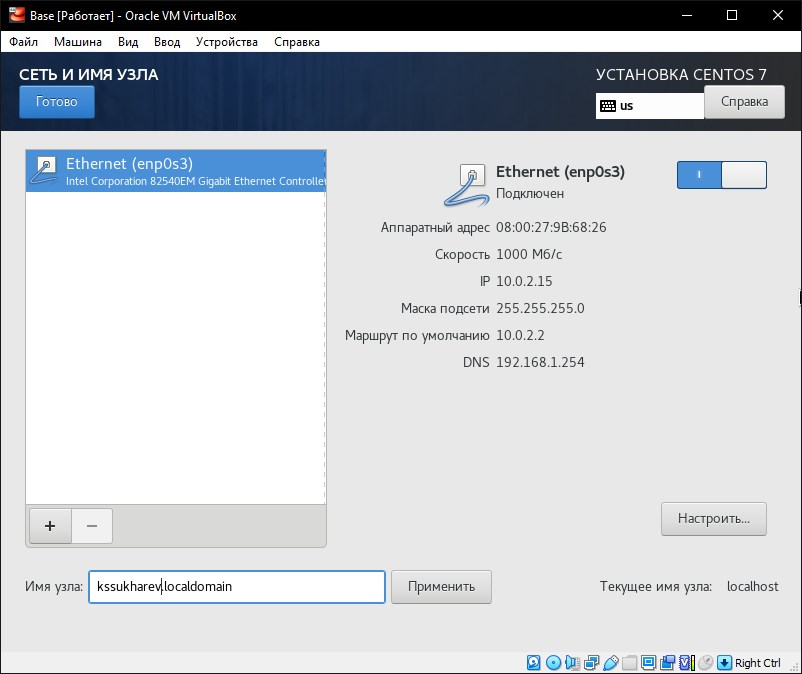 Base [Работает] - Oracle VM VirtualBox
Файл Машина Вид Ввод Устройства Справка
СЕТЬ И ИМЯ УЗЛА
Готово
УСТАНОВКА CENTOS 7
us
Справка
Ethernet (enp0s3)
Intel Corporation 82540EM Gigabit Ethernet Controlle
Ethernet (enp0s3)
Подключен
Аппаратный адрес 08:00:27:9B:68:26
Скорость 1000 Мб/с
IP 10.0.2.15
Маска подсети 255.255.255.0
Маршрут по умолчанию 10.0.2.2
DNS 192.168.1.254
+ −
Настроить...
Имя узла: kssukharev.localdomain Применить Текущее имя узла: localhost
Right Ctrl